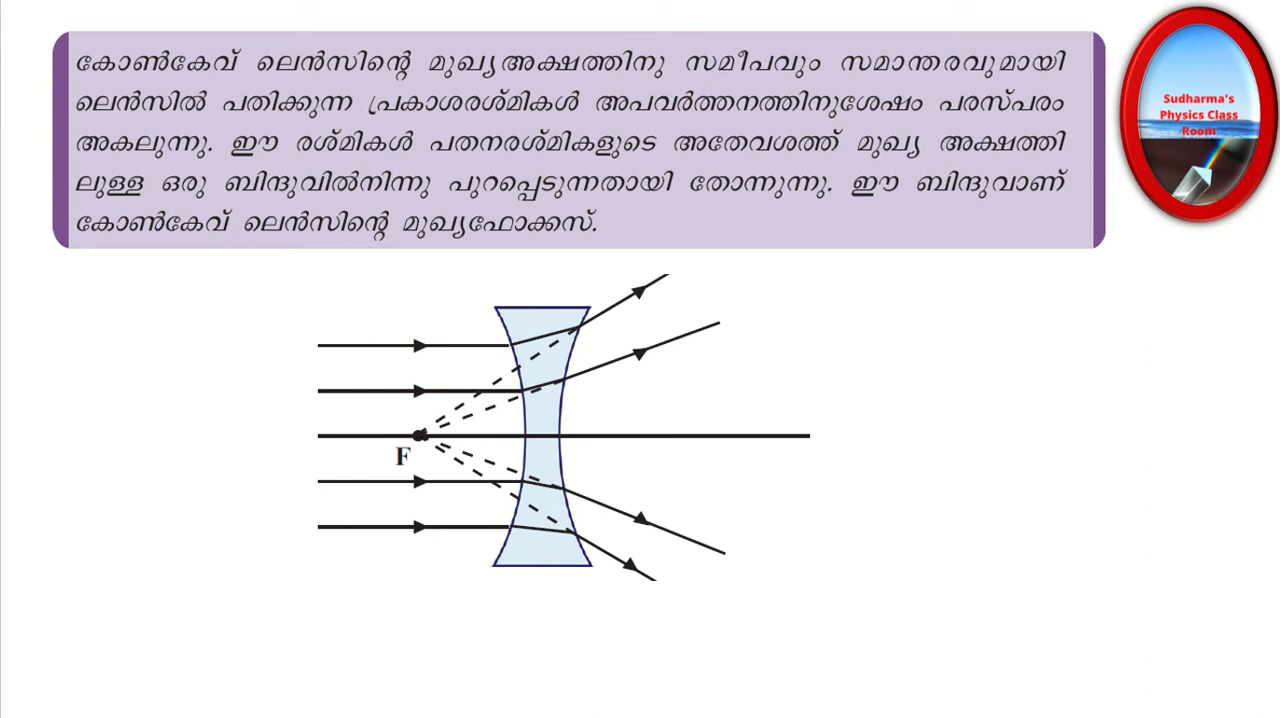 കോൺകേവ് ലെൻസിന്റെ മുഖ്യഅക്ഷത്തിനു സമീപവും സമാന്തരവുമായി
ലെൻസിൽ പതിക്കുന്ന പ്രകാശരശ്മികൾ അപവർത്തനത്തിനുശേഷം പരസ്പരം
അകലുന്നു. ഈ രശ്മികൾ പതനരശ്മികളുടെ അതേവശത്ത് മുഖ്യ അക്ഷത്തി
ലുള്ള ഒരു ബിന്ദുവിൽനിന്നു പുറപ്പെടുന്നതായി തോന്നുന്നു. ഈ ബിന്ദുവാണ്
കോൺകേവ് ലെൻസിന്റെ മുഖ്യഫോക്കസ്.
Sudharma's
Physics Class
Room
F